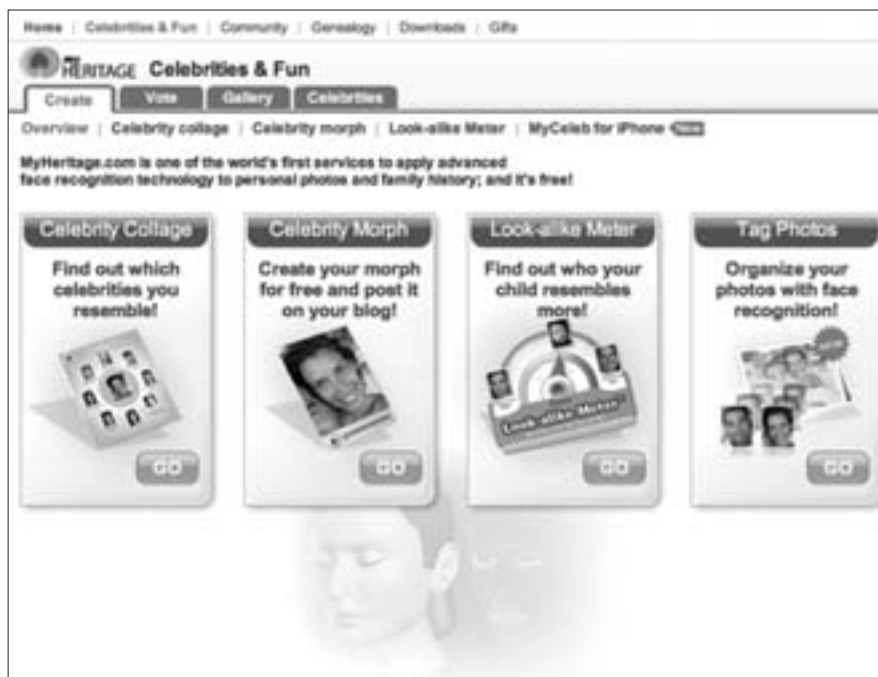 Home | Celebrities & Fun | Community | Genealogy | Downloads | Gifts
MY HERITAGE Celebrities & Fun
Create Vote Gallery Celebrities
Overview | Celebrity collage | Celebrity morph | Look-alike Meter | MyCeleb for iPhone New
MyHeritage.com is one of the world's first services to apply advanced
face recognition technology to personal photos and family history; and it's free!
Celebrity Collage
Find out which
celebrities you
resemble!
GO
Celebrity Morph
Create your morph
for free and post it
on your blog!
GO
Look-alike Meter
Find out who your
child resembles
more!
Look-alike Meter
GO
Tag Photos
Organize your
photos with face
recognition!
GO